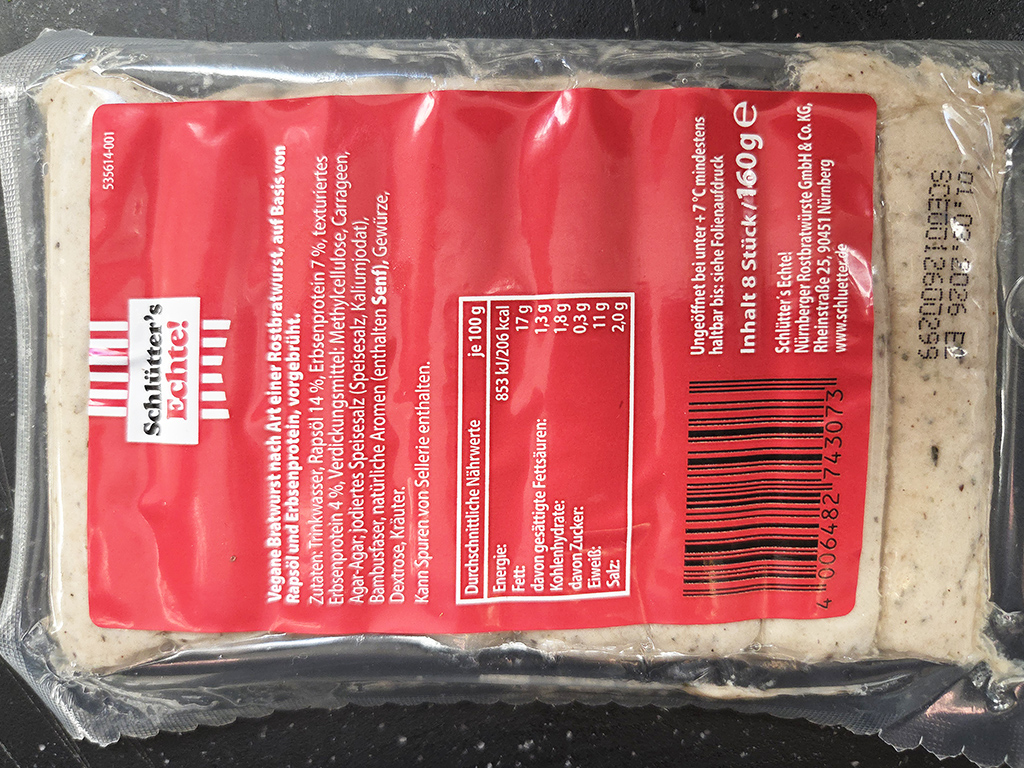 535614-001
Schlütter's
Echte!
Vegane Bratwurst nach Art einer Rostbratwurst, auf Basis von
Rapsöl und Erbsenprotein, vorgebrüht.
Zutaten: Trinkwasser, Rapsöl 14 %, Erbsenprotein 7 %, texturiertes
Erbsenprotein 4 %, Verdickungsmittel: Methylcellulose, Carrageen,
Agar-Agar; jodiertes Speisesalz (Speisesalz, Kaliumjodat),
Bambusfaser, natürliche Aromen (enthalten Senf), Gewürze,
Dextrose, Kräuter.
Kann Spuren von Sellerie enthalten.
Durchschnittliche Nährwerte je 100 g
Energie: 853 kJ/206 kcal
Fett: 17 g
davon gesättigte Fettsäuren: 1,3 g
Kohlenhydrate: 1,8 g
davon Zucker: 0,3 g
Eiweiß: 11 g
Salz 2,0 g
Ungeöffnet bei unter + 7 °C mindestens
haltbar bis: siehe Folienaufdruck
Inhalt 8 Stück/160g e
Schlütter's Echte!
Nürnberger Rostbratwürste GmbH & Co. KG,
Rheinstraße 25, 90451 Nürnberg
www.schluetter.de
4 006482 743073
01.09.2026